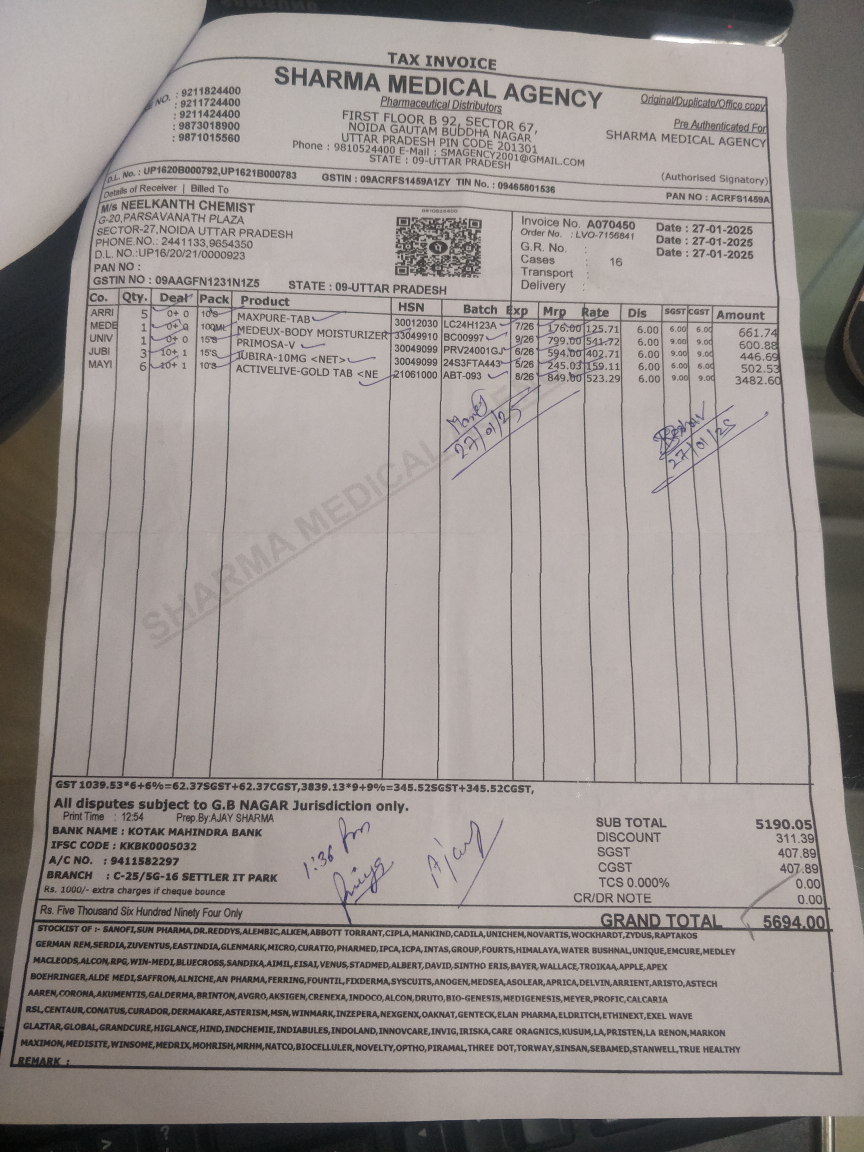 TAX INVOICE
SHARMA MEDICAL AGENCY
Pharmaceutical Distributors
FIRST FLOOR B 92, SECTOR 67,
NOIDA GAUTAM BUDDHA NAGAR,
UTTAR PRADESH PIN CODE 201301
Phone : 9810524400 E-Mail : SMAGENCY2001@GMAIL.COM
STATE : 09-UTTAR PRADESH
NO. : 9211824400
: 9211724400
: 9211424400
: 9873018900
: 9871015560
Original/Duplicato/Office copy
Pre Authenticated For
SHARMA MEDICAL AGENCY
(Authorised Signatory)
D.L. No. : UP1620B000792,UP1621B000783 GSTIN : 09ACRFS1459A1ZY TIN No. : 09465801536 PAN NO : ACRFS1459A
Details of Receiver | Billed To
M/s NEELKANTH CHEMIST
G-20,PARSAVANATH PLAZA
SECTOR-27,NOIDA UTTAR PRADESH
PHONE.NO.: 2441133,9654350
D.L. NO.:UP16/20/21/0000923
PAN NO :
GSTIN NO : 09AAGFN1231N1Z5 STATE : 09-UTTAR PRADESH
9810524400
Invoice No. A070450 Date : 27-01-2025
Order No. : LVO-7156841 Date : 27-01-2025
G.R. No. : Date : 27-01-2025
Cases : 16
Transport :
Delivery :
Co. Qty. Deal Pack Product HSN Batch Exp Mrp Rate Dis SGST CGST Amount
ARRI 5 0+ 0 10'S MAXPURE-TAB 30012030 LC24H123A 7/26 176.00 125.71 6.00 6.00 6.00 661.74
MEDE 1 0+ 0 100ML MEDEUX-BODY MOISTURIZER 33049910 BC00997 9/26 799.00 541.72 6.00 9.00 9.00 600.88
UNIV 1 0+ 0 15'S PRIMOSA-V 30049099 PRV24001GJ 6/26 594.00 402.71 6.00 6.00 6.00 446.69
JUBI 3 10+ 1 15'S JUBIRA-10MG <NET> 30049099 24S3FTA443 5/26 245.03 159.11 6.00 9.00 9.00 502.53
MAYI 6 10+ 1 10'S ACTIVELIVE-GOLD TAB <NE 21061000 ABT-093 8/26 849.00 523.29 6.00 9.00 9.00 3482.60
27/01/25
27/01/25
SHARMA MEDICAL
GST 1039.53*6+6%=62.37SGST+62.37CGST,3839.13*9+9%=345.52SGST+345.52CGST,
All disputes subject to G.B NAGAR Jurisdiction only.
Print Time : 12:54 Prep.By:AJAY SHARMA
BANK NAME : KOTAK MAHINDRA BANK
IFSC CODE : KKBK0005032
A/C NO. : 9411582297
BRANCH : C-25/SG-16 SETTLER IT PARK
Rs. 1000/- extra charges if cheque bounce
1:36 Pm
SUB TOTAL 5190.05
DISCOUNT 311.39
SGST 407.89
CGST 407.89
TCS 0.000% 0.00
CR/DR NOTE 0.00
Rs. Five Thousand Six Hundred Ninety Four Only
GRAND TOTAL 5694.00
STOCKIST OF :- SANOFI,SUN PHARMA,DR.REDDYS,ALEMBIC,ALKEM,ABBOTT TORRANT,CIPLA,MANKIND,CADILA,UNICHEM,NOVARTIS,WOCKHARDT,ZYDUS,RAPTAKOS
GERMAN REM,SERDIA,ZUVENTUS,EASTINDIA,GLENMARK,MICRO,CURATIO,PHARMED,IPCA,ICPA,INTAS,GROUP,FOURTS,HIMALAYA,WATER BUSHNAL,UNIQUE,EMCURE,MEDLEY
MACLEODS,ALCON,RPG,WIN-MEDI,BLUECROSS,SANDIKA,AIMIL,EISAI,VENUS,STADMED,ALBERT,DAVID,SINTHO ERIS,BAYER,WALLACE,TROIKAA,APPLE,APEX
BOEHRINGER,ALDE MEDI,SAFFRON,ALNICHE,AN PHARMA,FERRING,FOUNTIL,FIXDERMA,SYSCUITS,ANOGEN,MEDSEA,ASOLEAR,APRICA,DELVIN,ARRIENT,ARISTO,ASTECH
AAREN,CORONA,AKUMENTIS,GALDERMA,BRINTON,AVGRO,AKSIGEN,CRENEXA,INDOCO,ALCON,DRUTO,BIO-GENESIS,MEDIGENESIS,MEYER,PROFIC,CALCARIA
RSL,CENTAUR,CONATUS,CURADOR,DERMAKARE,ASTERISM,MSN,WINMARK,INZEPERA,NEXGENX,OAKNAT,GENTECK,ELAN PHARMA,ELDRITCH,ETHINEXT,EXEL WAVE
GLAZTAR,GLOBAL,GRANDCURE,HIGLANCE,HIND,INDCHEMIE,INDIABULES,INDOLAND,INNOVCARE,INVIG,IRISKA,CARE ORAGNICS,KUSUM,LA,PRISTEN,LA RENON,MARKON
MAXIMON,MEDISITE,WINSOME,MEDRIX,MOHRISH,MRHM,NATCO,BIOCELLULER,NOVELTY,OPTHO,PIRAMAL,THREE DOT,TORWAY,SINSAN,SEBAMED,STANWELL,TRUE HEALTHY
REMARK :